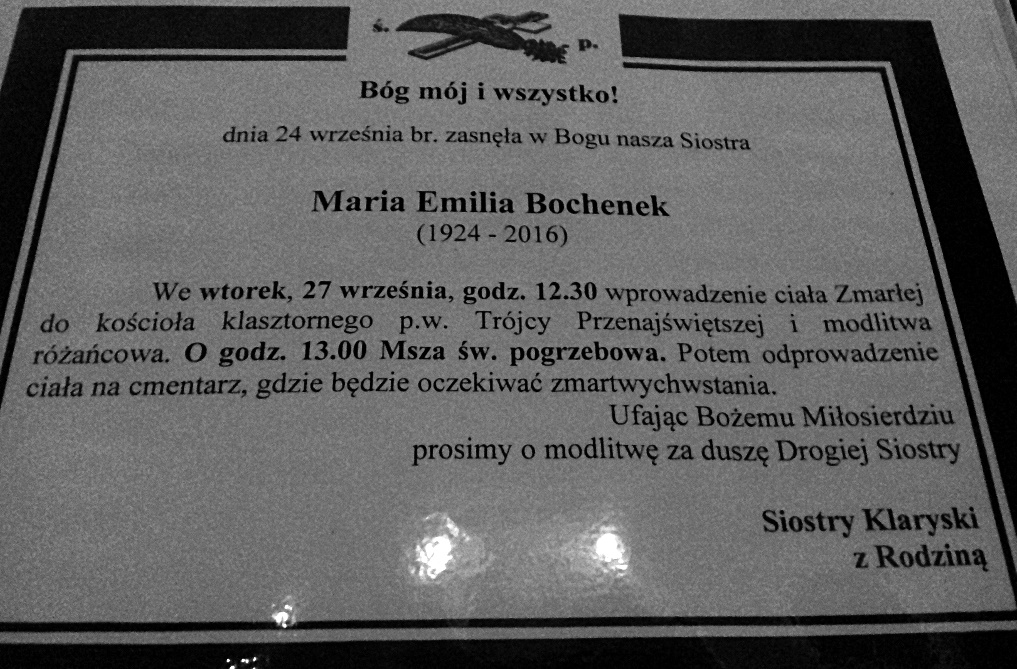 ś. p.
Bóg mój i wszystko!
dnia 24 września br. zasnęła w Bogu nasza Siostra
Maria Emilia Bochenek
(1924 - 2016)
We wtorek, 27 września, godz. 12.30 wprowadzenie ciała Zmarłej
do kościoła klasztornego p.w. Trójcy Przenajświętszej i modlitwa
różańcowa. O godz. 13.00 Msza św. pogrzebowa. Potem odprowadzenie
ciała na cmentarz, gdzie będzie oczekiwać zmartwychwstania.
Ufając Bożemu Miłosierdziu
prosimy o modlitwę za duszę Drogiej Siostry
Siostry Klaryski
z Rodziną